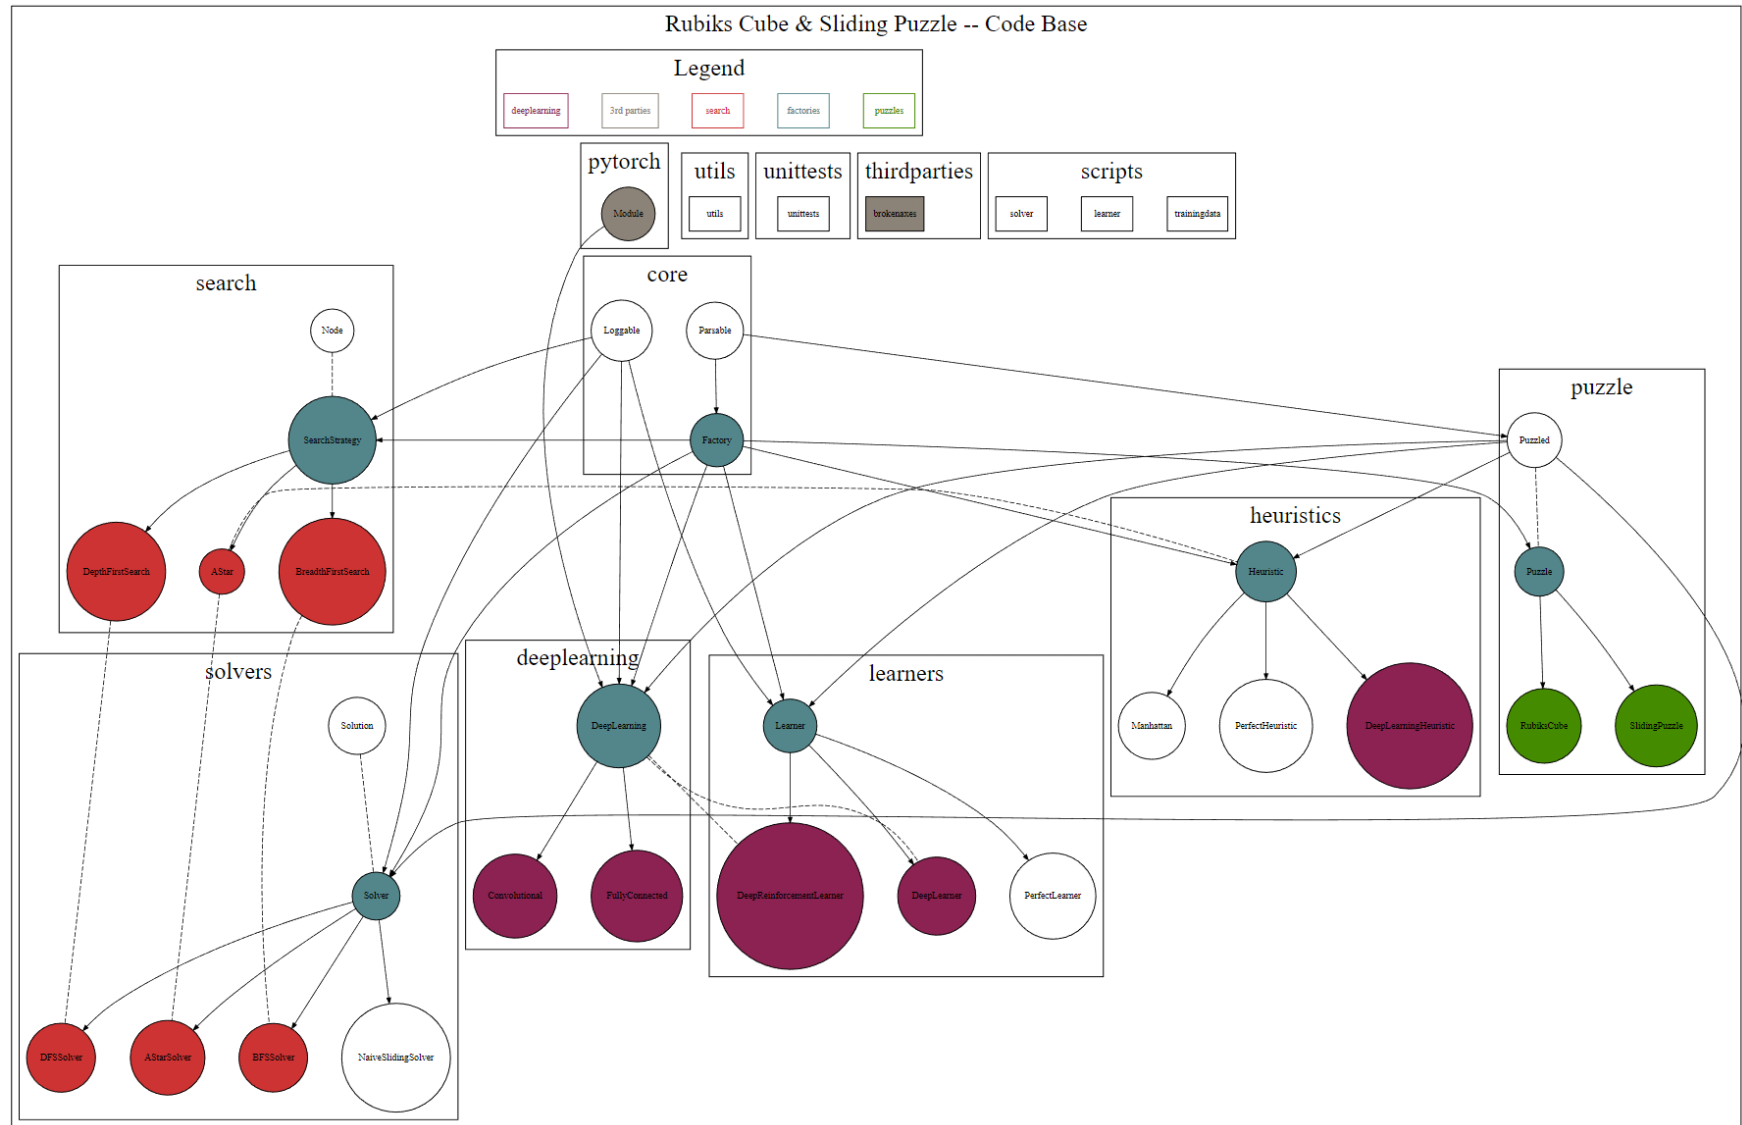 Rubiks Cube & Sliding Puzzle -- Code Base
Legend
deeplearning
3rd parties
search
factories
puzzles
pytorch
Module
utils
utils
unittests
unittests
thirdparties
brokenaxes
scripts
solver
learner
trainingdata
search
Node
SearchStrategy
DepthFirstSearch
AStar
BreadthFirstSearch
core
Loggable
Parsable
Factory
puzzle
Puzzled
Puzzle
RubiksCube
SlidingPuzzle
heuristics
Heuristic
Manhattan
PerfectHeuristic
DeepLearningHeuristic
solvers
Solution
Solver
DFSSolver
AStarSolver
BFSSolver
NaiveSlidingSolver
deeplearning
DeepLearning
Convolutional
FullyConnected
learners
Learner
DeepReinforcementLearner
DeepLearner
PerfectLearner